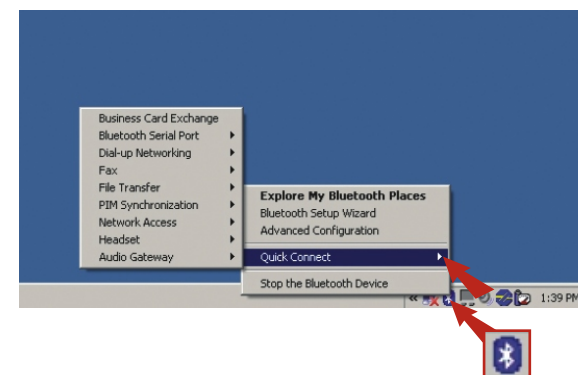 Business Card Exchange
Bluetooth Serial Port
Dial-up Networking
Fax
File Transfer
PIM Synchronization
Network Access
Headset
Audio Gateway
Explore My Bluetooth Places
Bluetooth Setup Wizard
Advanced Configuration
Quick Connect
Stop the Bluetooth Device
1:39 PM